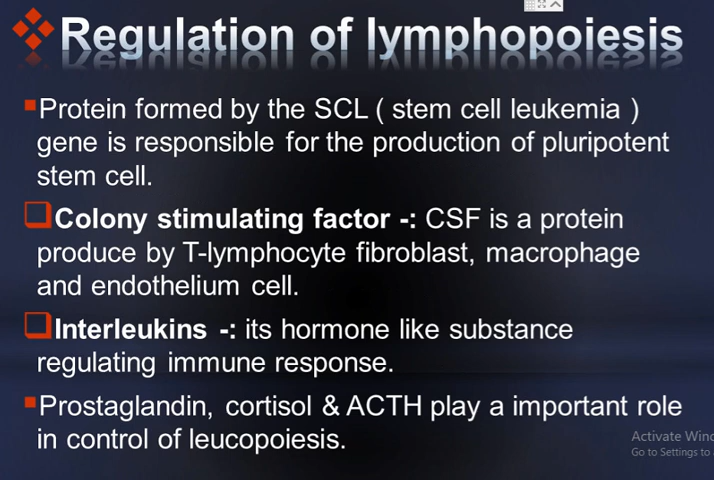 Regulation of lymphopoiesis
Protein formed by the SCL ( stem cell leukemia )
gene is responsible for the production of pluripotent
stem cell.
Colony stimulating factor -: CSF is a protein
produce by T-lymphocyte fibroblast, macrophage
and endothelium cell.
Interleukins -: its hormone like substance
regulating immune response.
Prostaglandin, cortisol & ACTH play a important role
in control of leucopoiesis.
Activate Wind
Go to Settings to